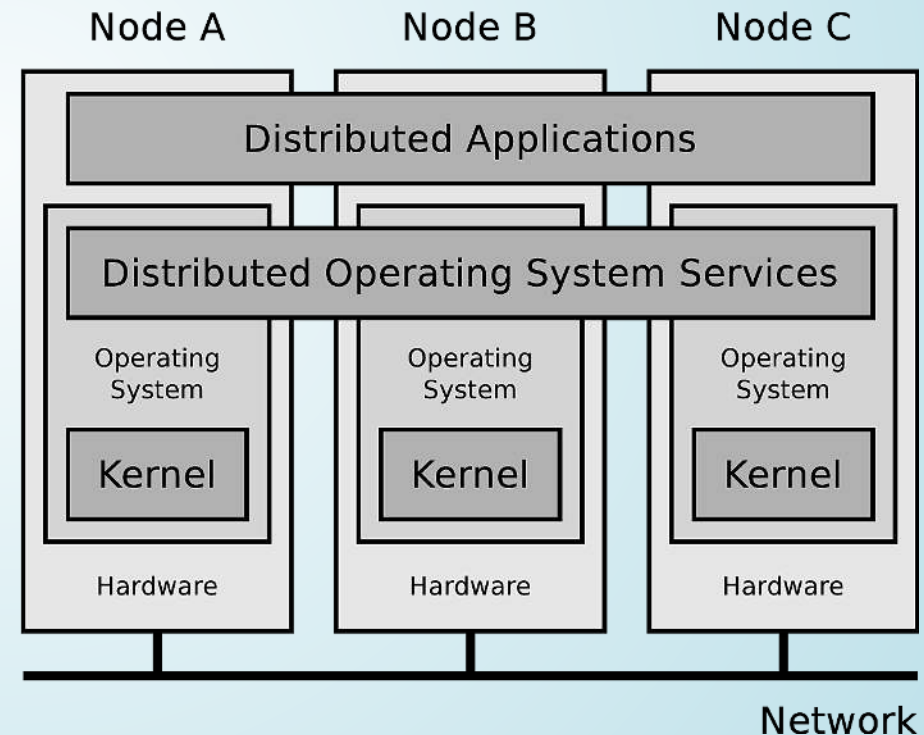 Node A
Node B
Node C
Distributed Applications
Distributed Operating System Services
Operating
System
Operating
System
Operating
System
Kernel
Kernel
Kernel
Hardware
Hardware
Hardware
Network